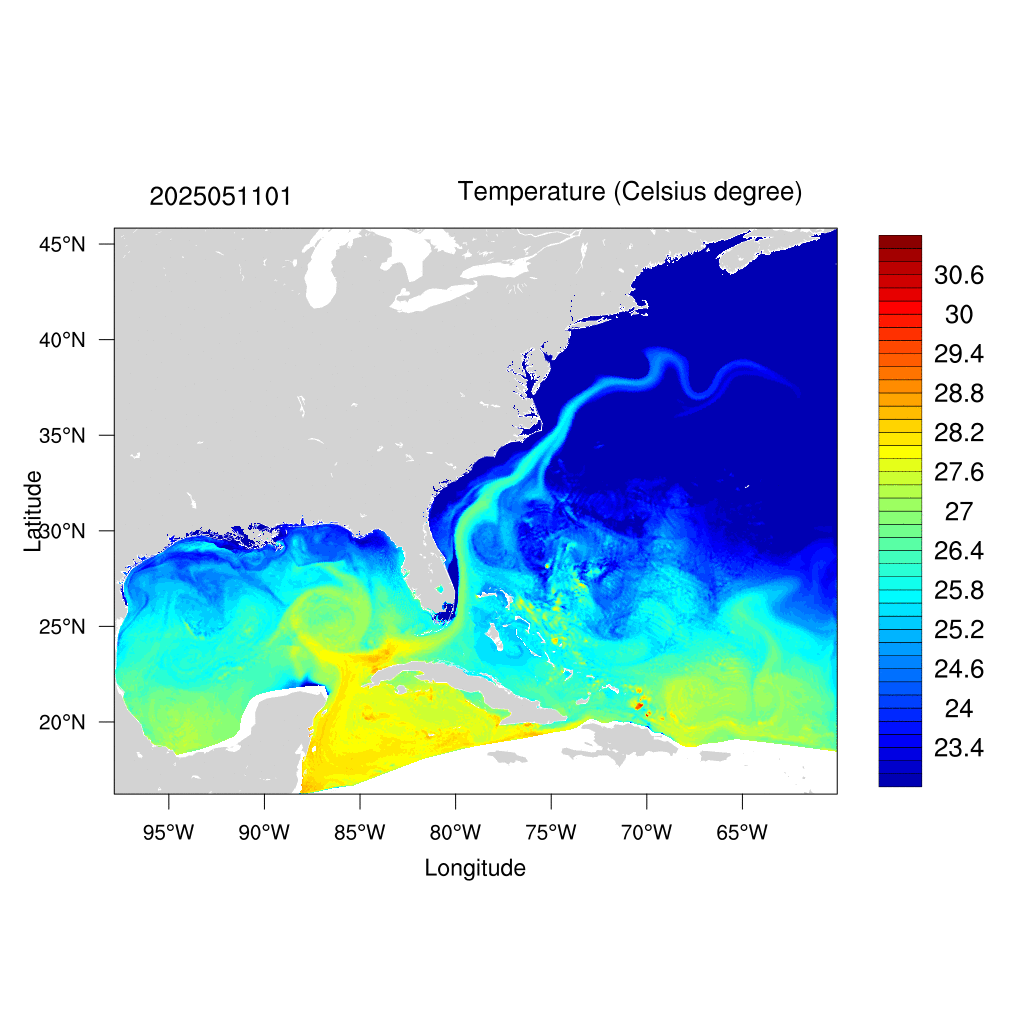 2025051101
Temperature (Celsius degree)
45°N
40°N
35°N
30°N
25°N
20°N
Latitude
95°W
90°W
85°W
80°W
75°W
70°W
65°W
Longitude
30.6
30
29.4
28.8
28.2
27.6
27
26.4
25.8
25.2
24.6
24
23.4